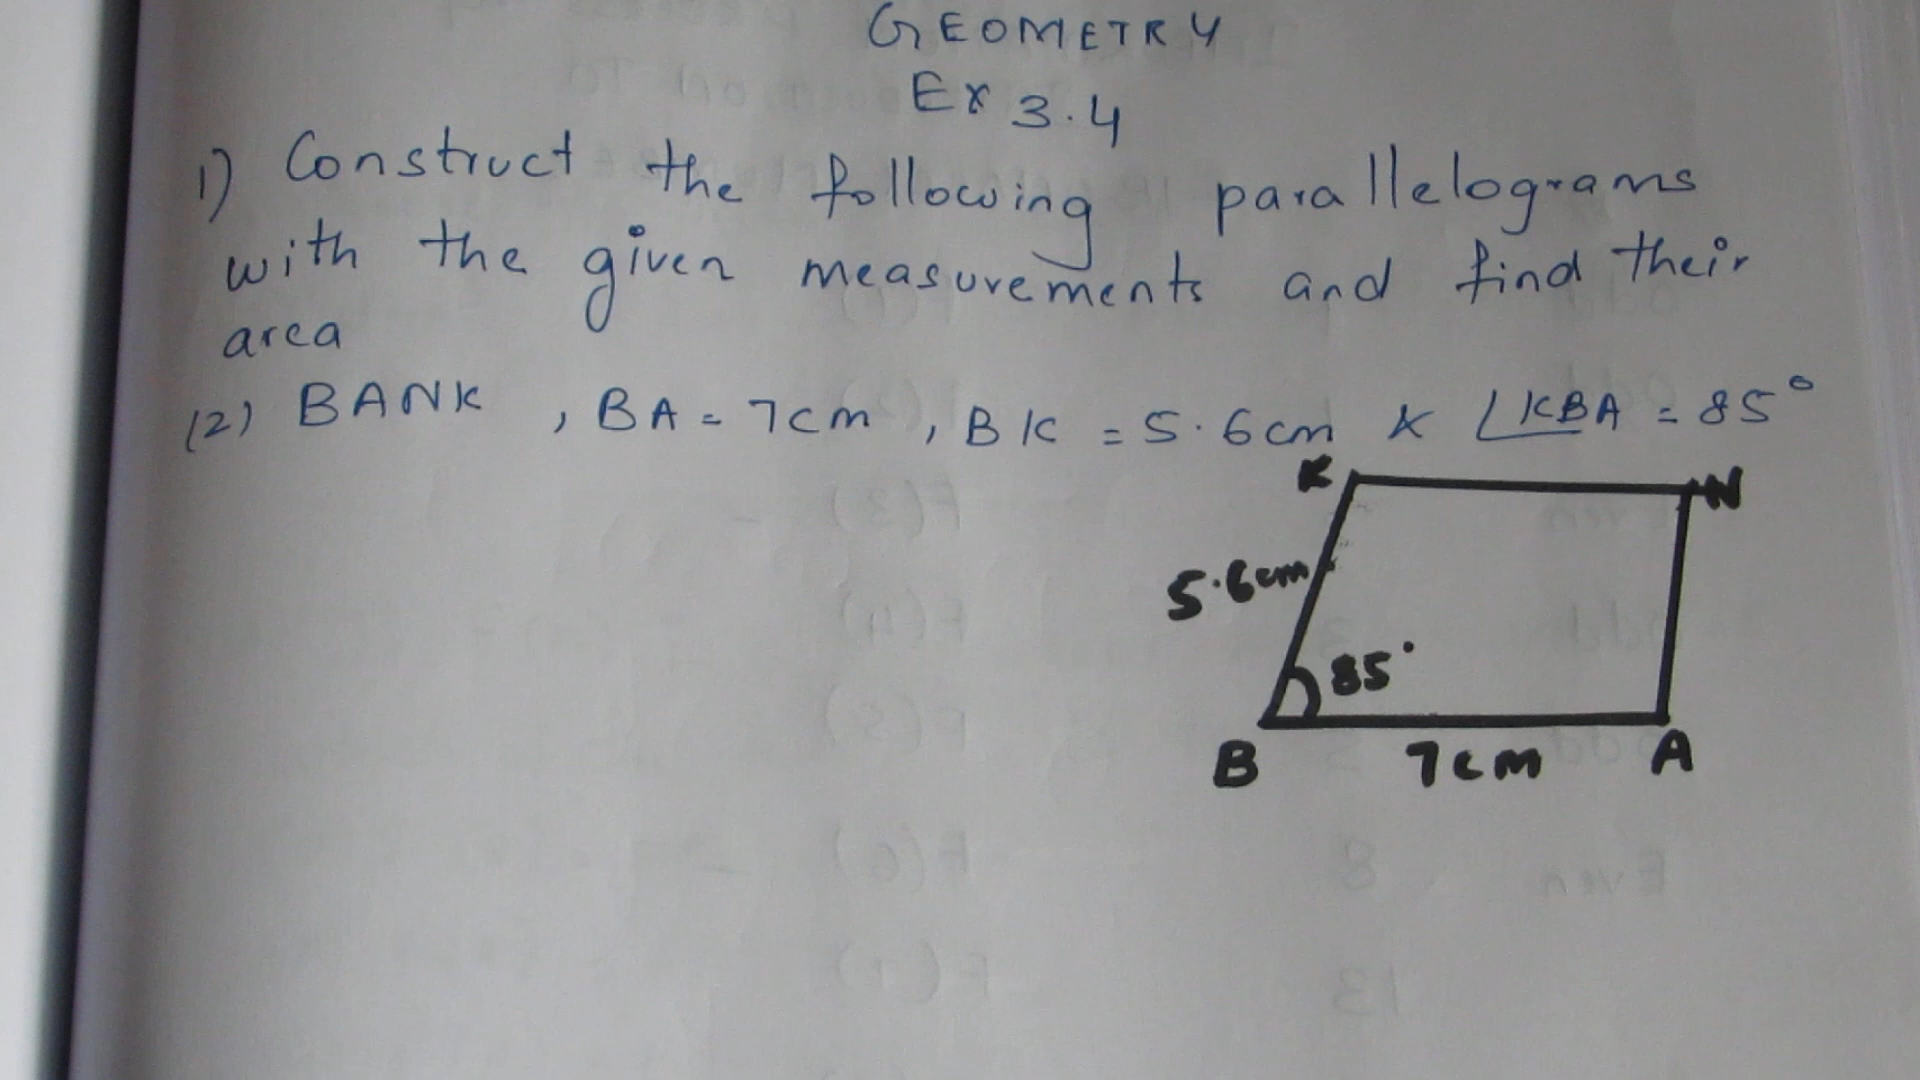 GEOMETRY
Ex 3.4
1) Construct the following parallelograms
with the given measurements and find their
area
(2) BANK , BA = 7cm , BK = 5.6cm & ∠KBA = 85°
K N
5.6cm
85°
B 7cm A